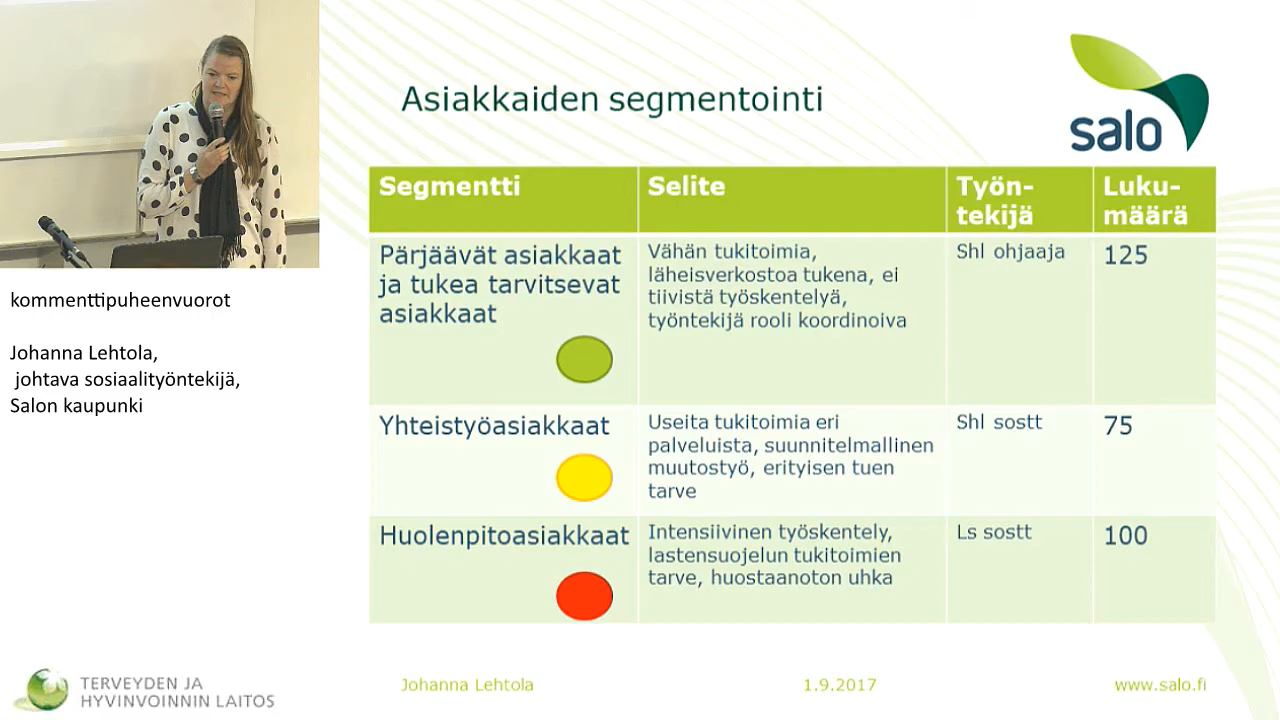 kommenttipuheenvuorot
Johanna Lehtola,
johtava sosiaalityöntekijä,
Salon kaupunki
TERVEYDEN JA
HYVINVOINNIN LAITOS
Asiakkaiden segmentointi
salo
Segmentti
Selite
Työn-
tekijä
Luku-
määrä
Pärjäävät asiakkaat
ja tukea tarvitsevat
asiakkaat
Vähän tukitoimia,
läheisverkostoa tukena, ei
tiivistä työskentelyä,
työntekijä rooli koordinoiva
Shl ohjaaja
125
Yhteistyöasiakkaat
Useita tukitoimia eri
palveluista, suunnitelmallinen
muutostyö, erityisen tuen
tarve
Shl sostt
75
Huolenpitoasiakkaat
Intensiivinen työskentely,
lastensuojelun tukitoimien
tarve, huostaanoton uhka
Ls sostt
100
Johanna Lehtola
1.9.2017
www.salo.fi